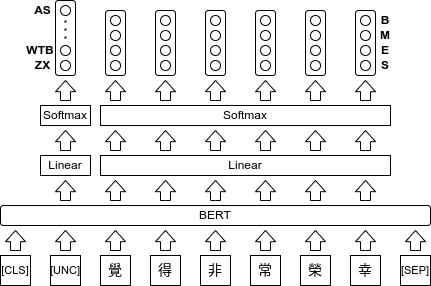 AS B
M
WTB E
ZX S
Softmax Softmax
Linear Linear
BERT
[CLS] [UNC] 覺 得 非 常 榮 幸 [SEP]